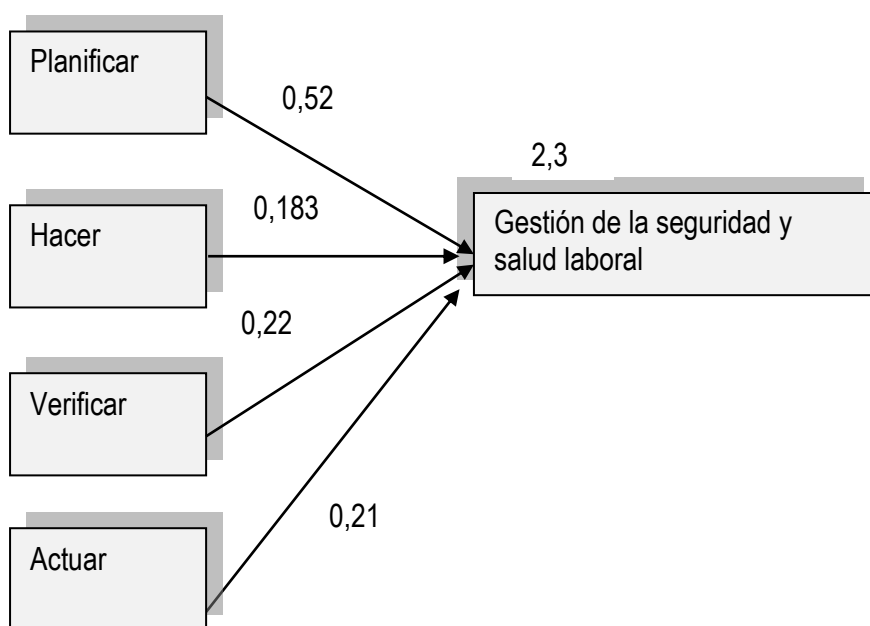 Planificar
0,52
2,3
Hacer
0,183
Gestión de la seguridad y
salud laboral
0,22
Verificar
0,21
Actuar